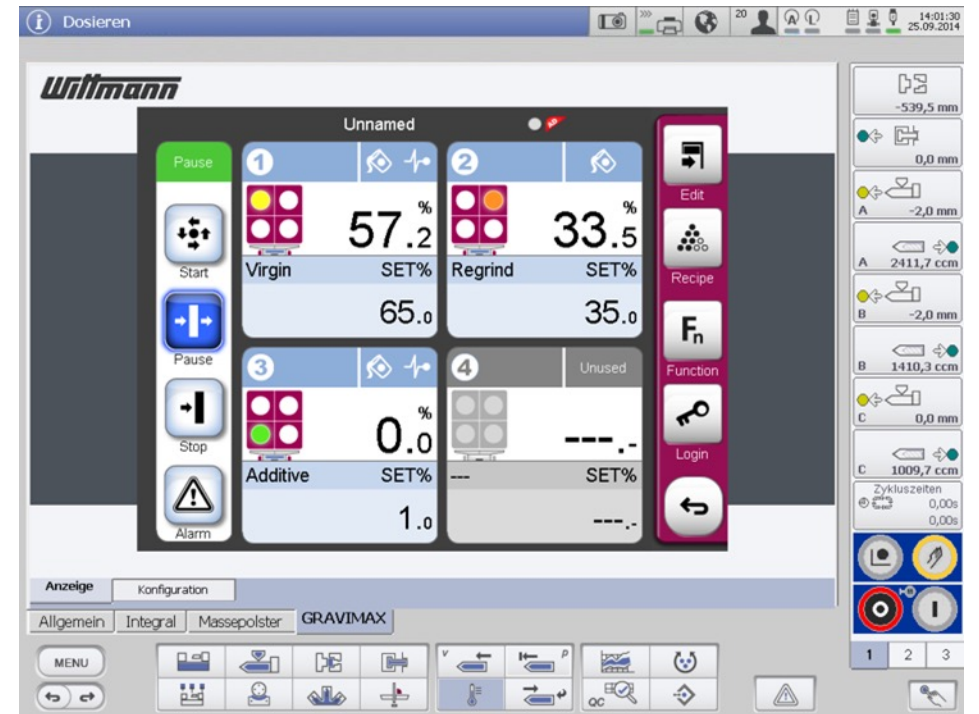 Dosieren
20
14:01:30
25.09.2014
Wittmann
Unnamed
Pause
Start
Pause
Stop
Alarm
1
57.2 %
Virgin SET%
65.0
2
33.5 %
Regrind SET%
35.0
3
0.0 %
Additive SET%
1.0
4 Unused
---.-
--- SET%
---.-
Edit
Recipe
Fn
Function
Login
-539,5 mm
0,0 mm
A -2,0 mm
A 2411,7 ccm
B -2,0 mm
B 1410,3 ccm
C 0,0 mm
C 1009,7 ccm
Zykluszeiten
0,00s
0,00s
1 2 3
Anzeige Konfiguration
Allgemein Integral Massepolster GRAVIMAX
MENU
v
p
QC